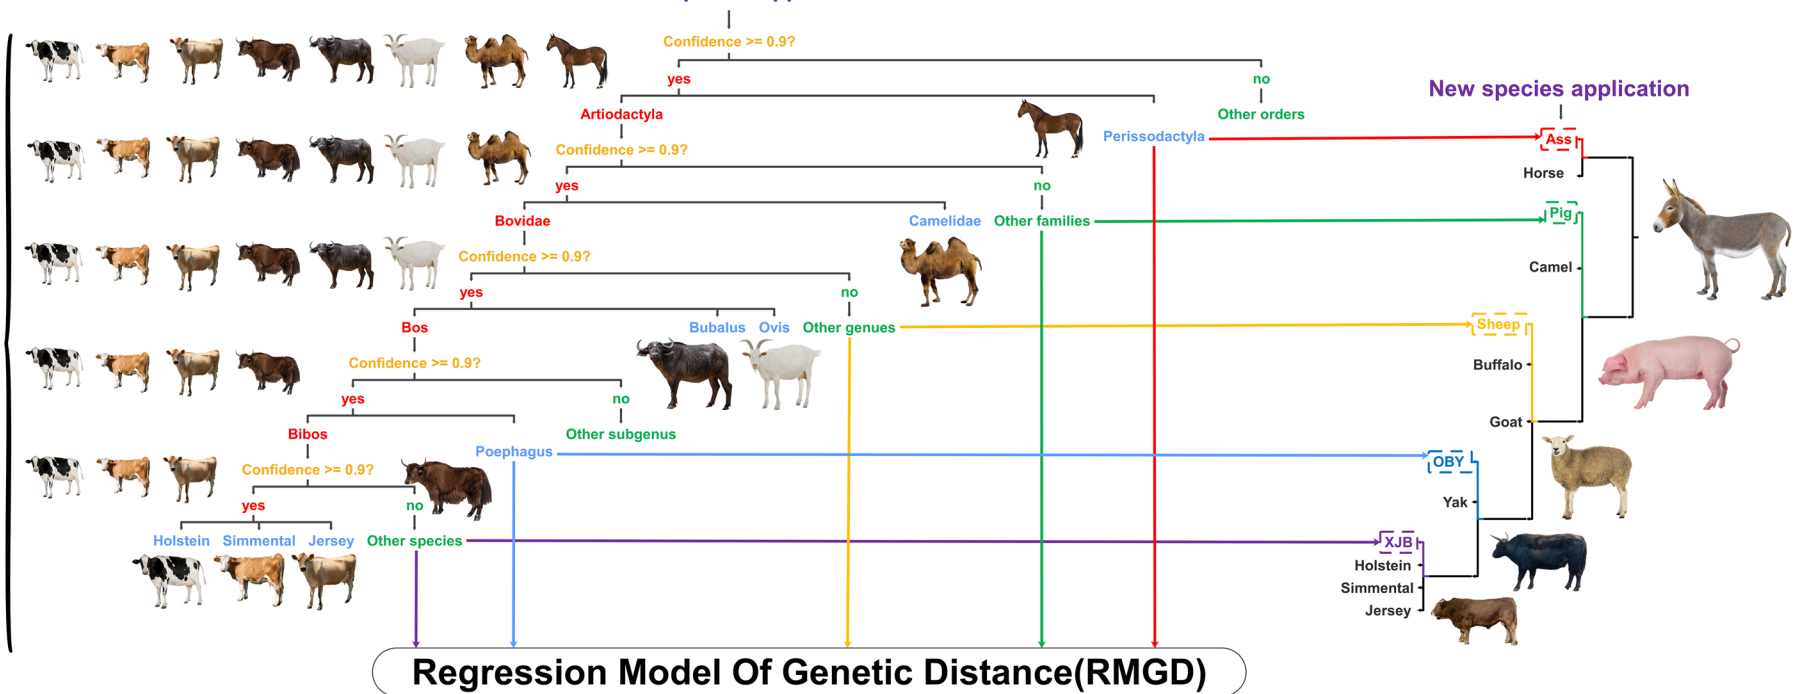 Confidence >= 0.9?
yes
no
Artiodactyla
Perissodactyla
Other orders
New species application
Ass
Horse
Confidence >= 0.9?
yes
no
Bovidae
Camelidae
Other families
Pig
Camel
Confidence >= 0.9?
yes
no
Bos
Bubalus
Ovis
Other genues
Sheep
Buffalo
Goat
Confidence >= 0.9?
yes
no
Bibos
Other subgenus
Poephagus
OBY
Yak
Confidence >= 0.9?
yes
no
Holstein
Simmental
Jersey
Other species
XJB
Holstein
Simmental
Jersey
Regression Model Of Genetic Distance(RMGD)